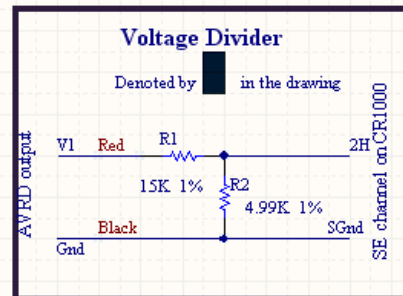 Voltage Divider
Denoted by in the drawing
AVRD output
V1 Red R1 2H
15K 1% R2
4.99K 1%
Black SGnd
Gnd
SE channel on CR1000